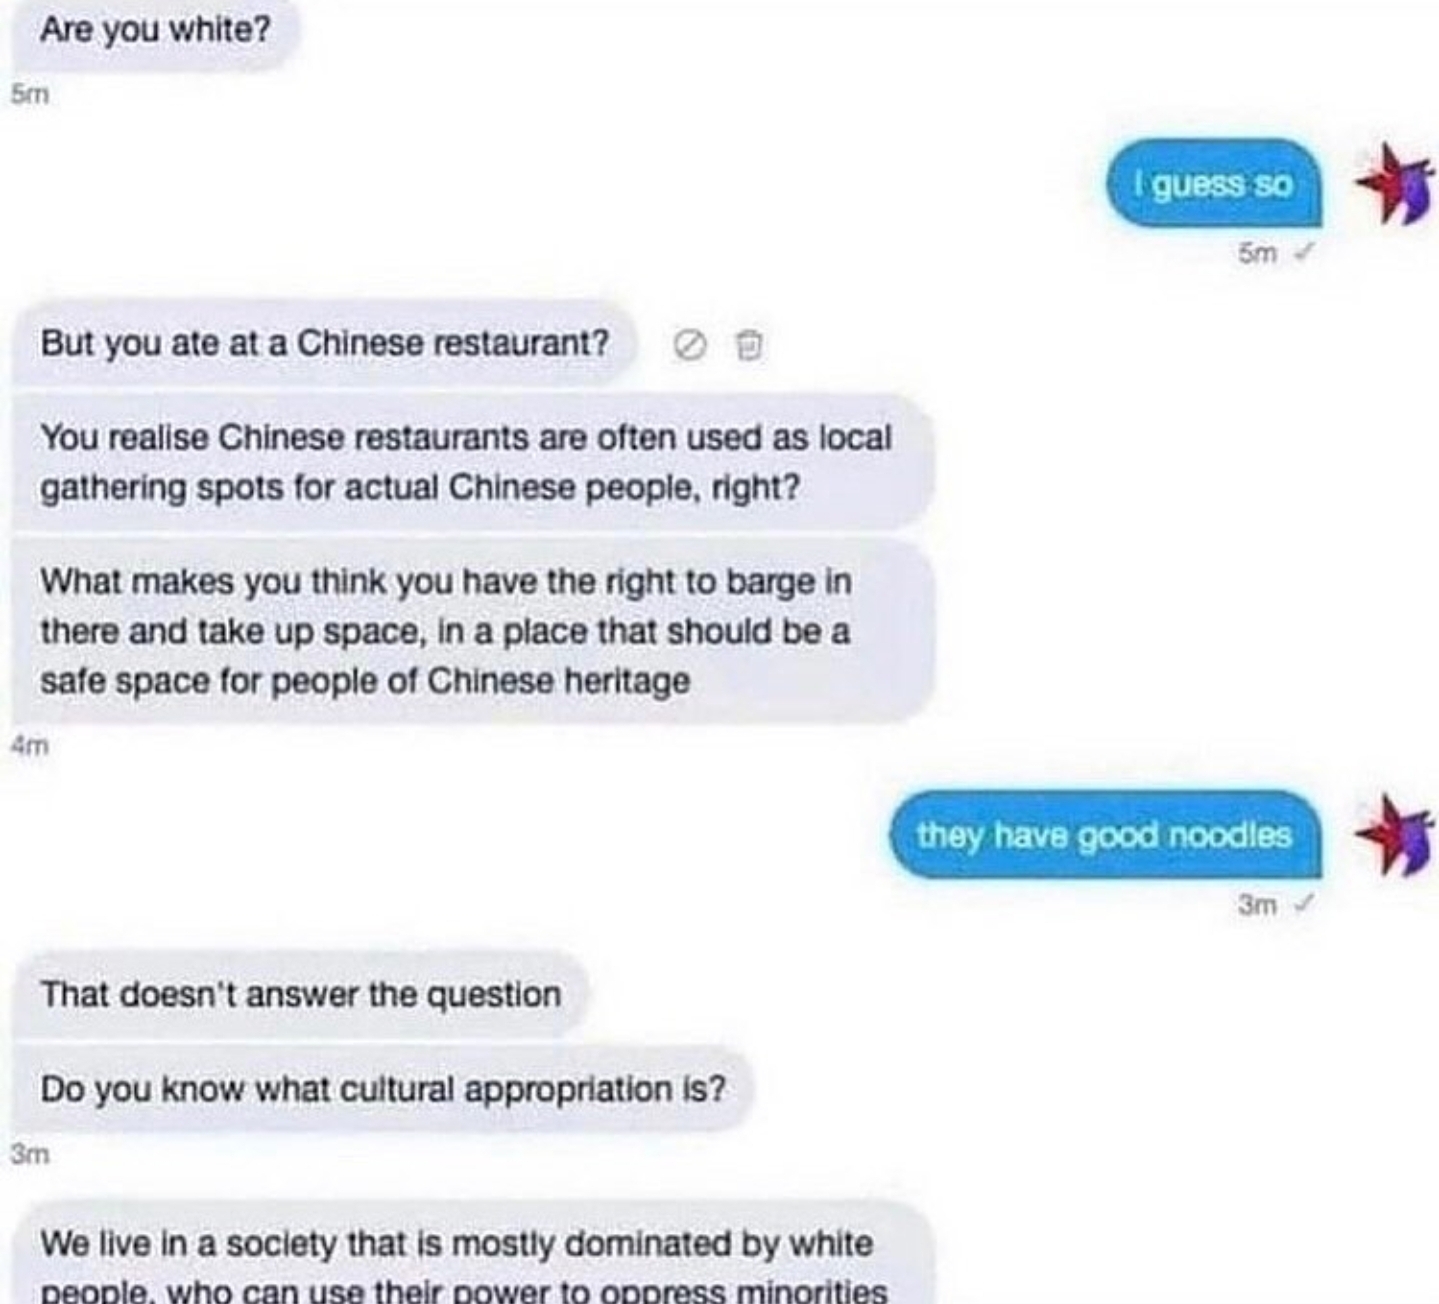 Are you white?
5m
I guess so
5m
But you ate at a Chinese restaurant?
You realise Chinese restaurants are often used as local
gathering spots for actual Chinese people, right?
What makes you think you have the right to barge in
there and take up space, in a place that should be a
safe space for people of Chinese heritage
4m
they have good noodles
3m
That doesn't answer the question
Do you know what cultural appropriation is?
3m
We live in a society that is mostly dominated by white
people, who can use their power to oppress minorities